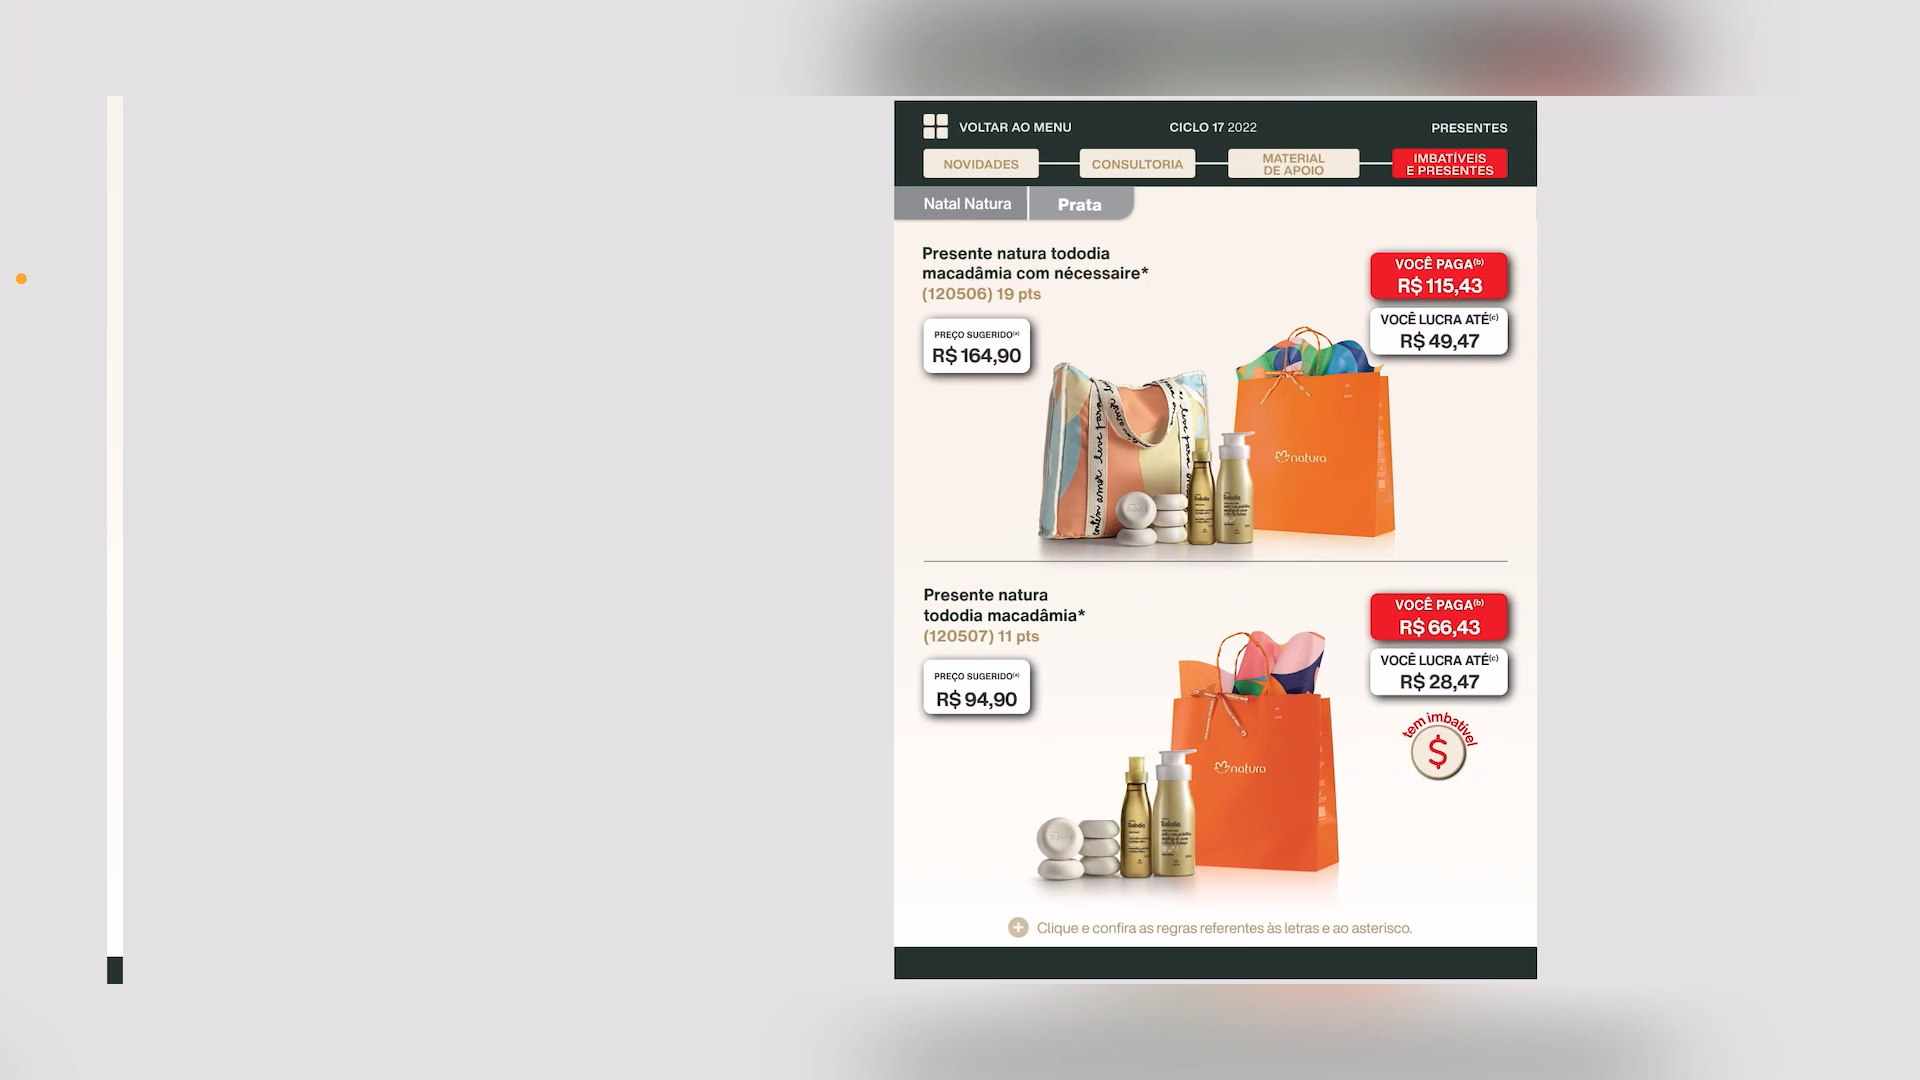 VOLTAR AO MENU
CICLO 17 2022
PRESENTES
NOVIDADES
CONSULTORIA
MATERIAL
DE APOIO
IMBATÍVEIS
E PRESENTES
Natal Natura
Prata
Presente natura tododia
macadâmia com nécessaire*
(120506) 19 pts
PREÇO SUGERIDO(a)
R$ 164,90
VOCÊ PAGA(b)
R$ 115,43
VOCÊ LUCRA ATÉ(c)
R$ 49,47
natura
Presente natura
tododia macadâmia*
(120507) 11 pts
PREÇO SUGERIDO(a)
R$ 94,90
VOCÊ PAGA(b)
R$ 66,43
VOCÊ LUCRA ATÉ(c)
R$ 28,47
tem imbatível
$
natura
Tododia
Tododia
Clique e confira as regras referentes às letras e ao asterisco.